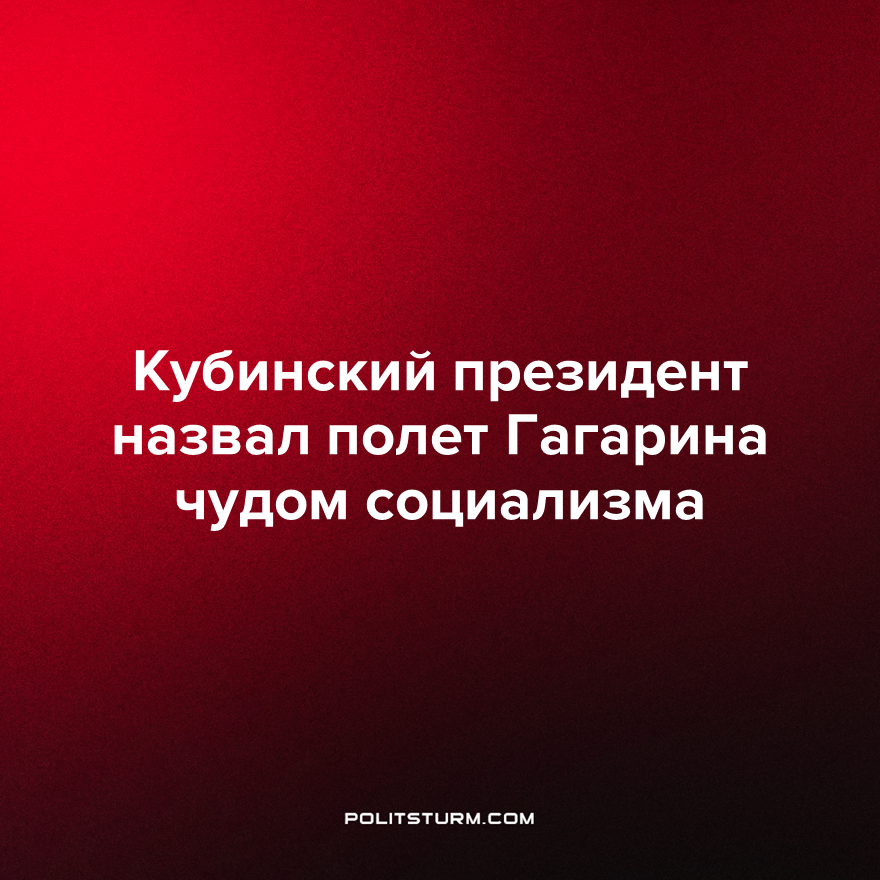 Кубинский президент
назвал полет Гагарина
чудом социализма
POLITSTURM.COM